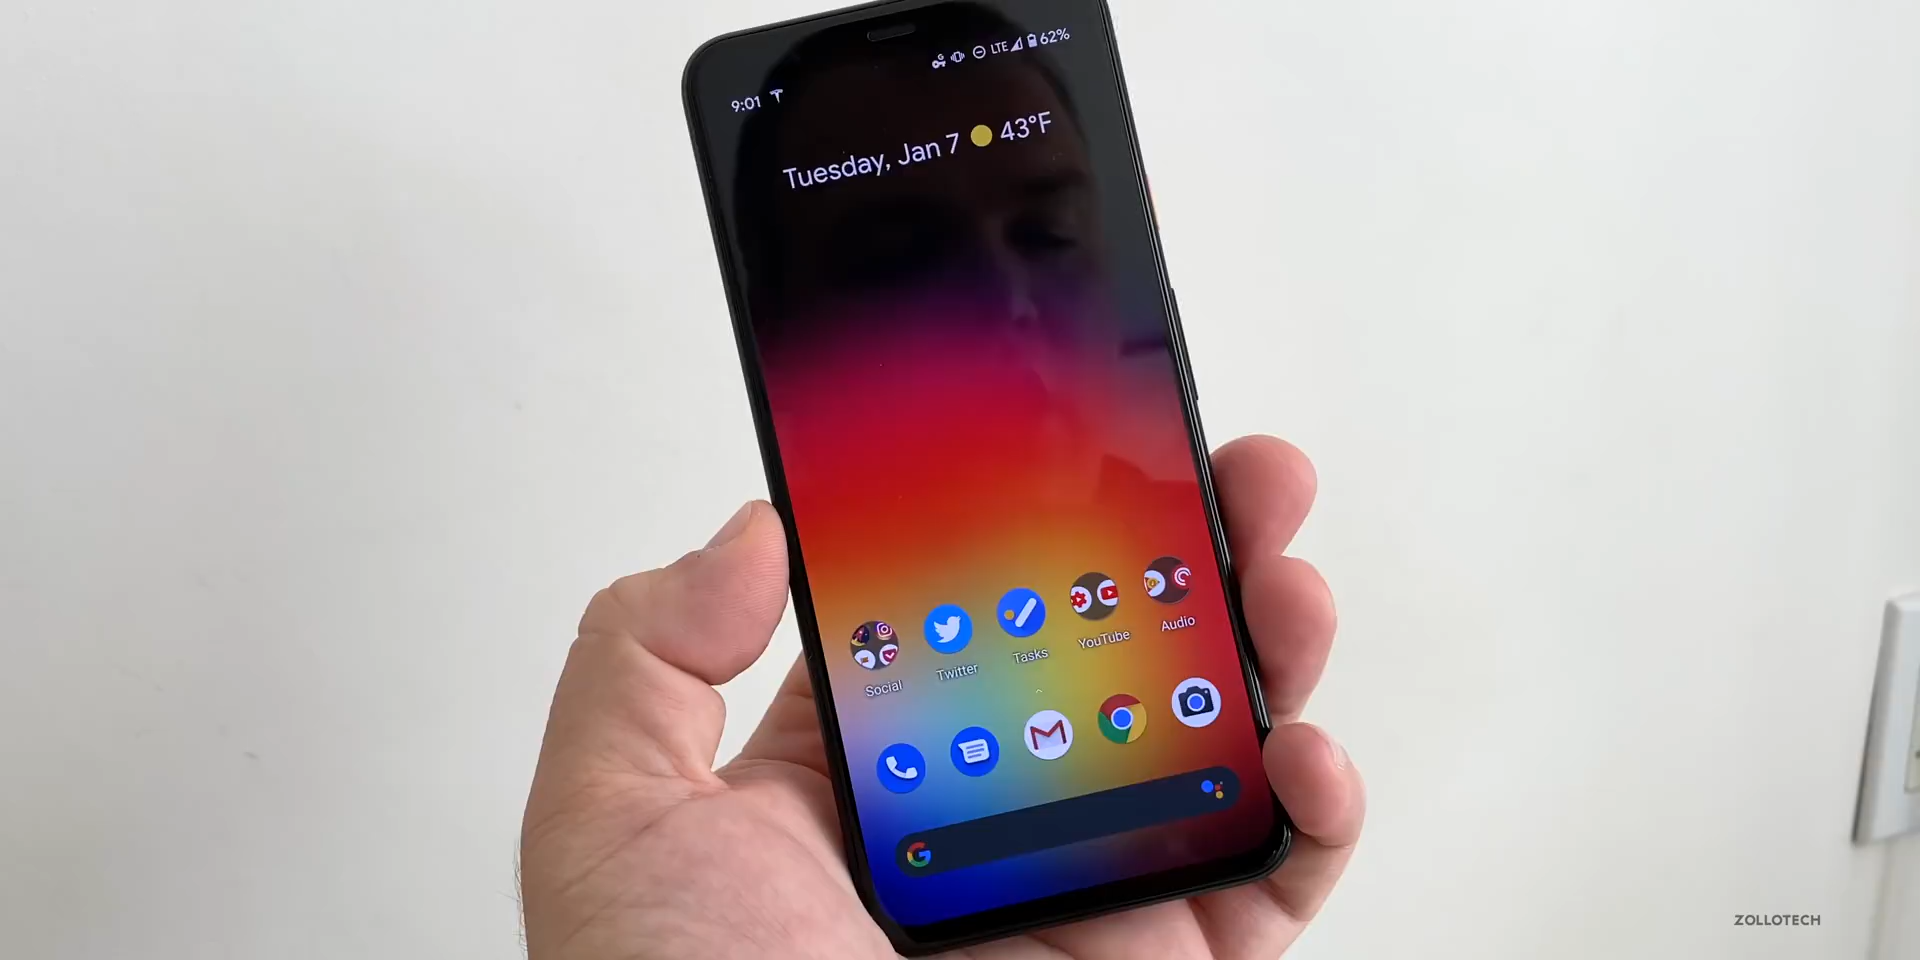 9:01
LTE 62%
Tuesday, Jan 7 43°F
Social
Twitter
Tasks
YouTube
Audio
ZOLLOTECH